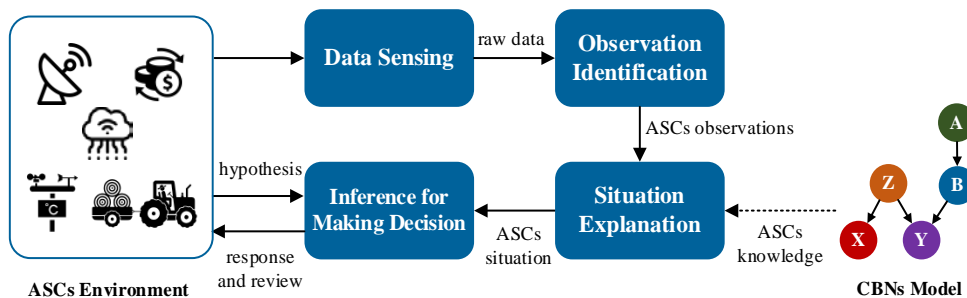 Data Sensing
raw data
Observation
Identification
$
ASCs observations
A
hypothesis
Z
B
°C
Inference for
Making Decision
Situation
Explanation
X
Y
ASCs
situation
ASCs
knowledge
response
and review
ASCs Environment
CBNs Model